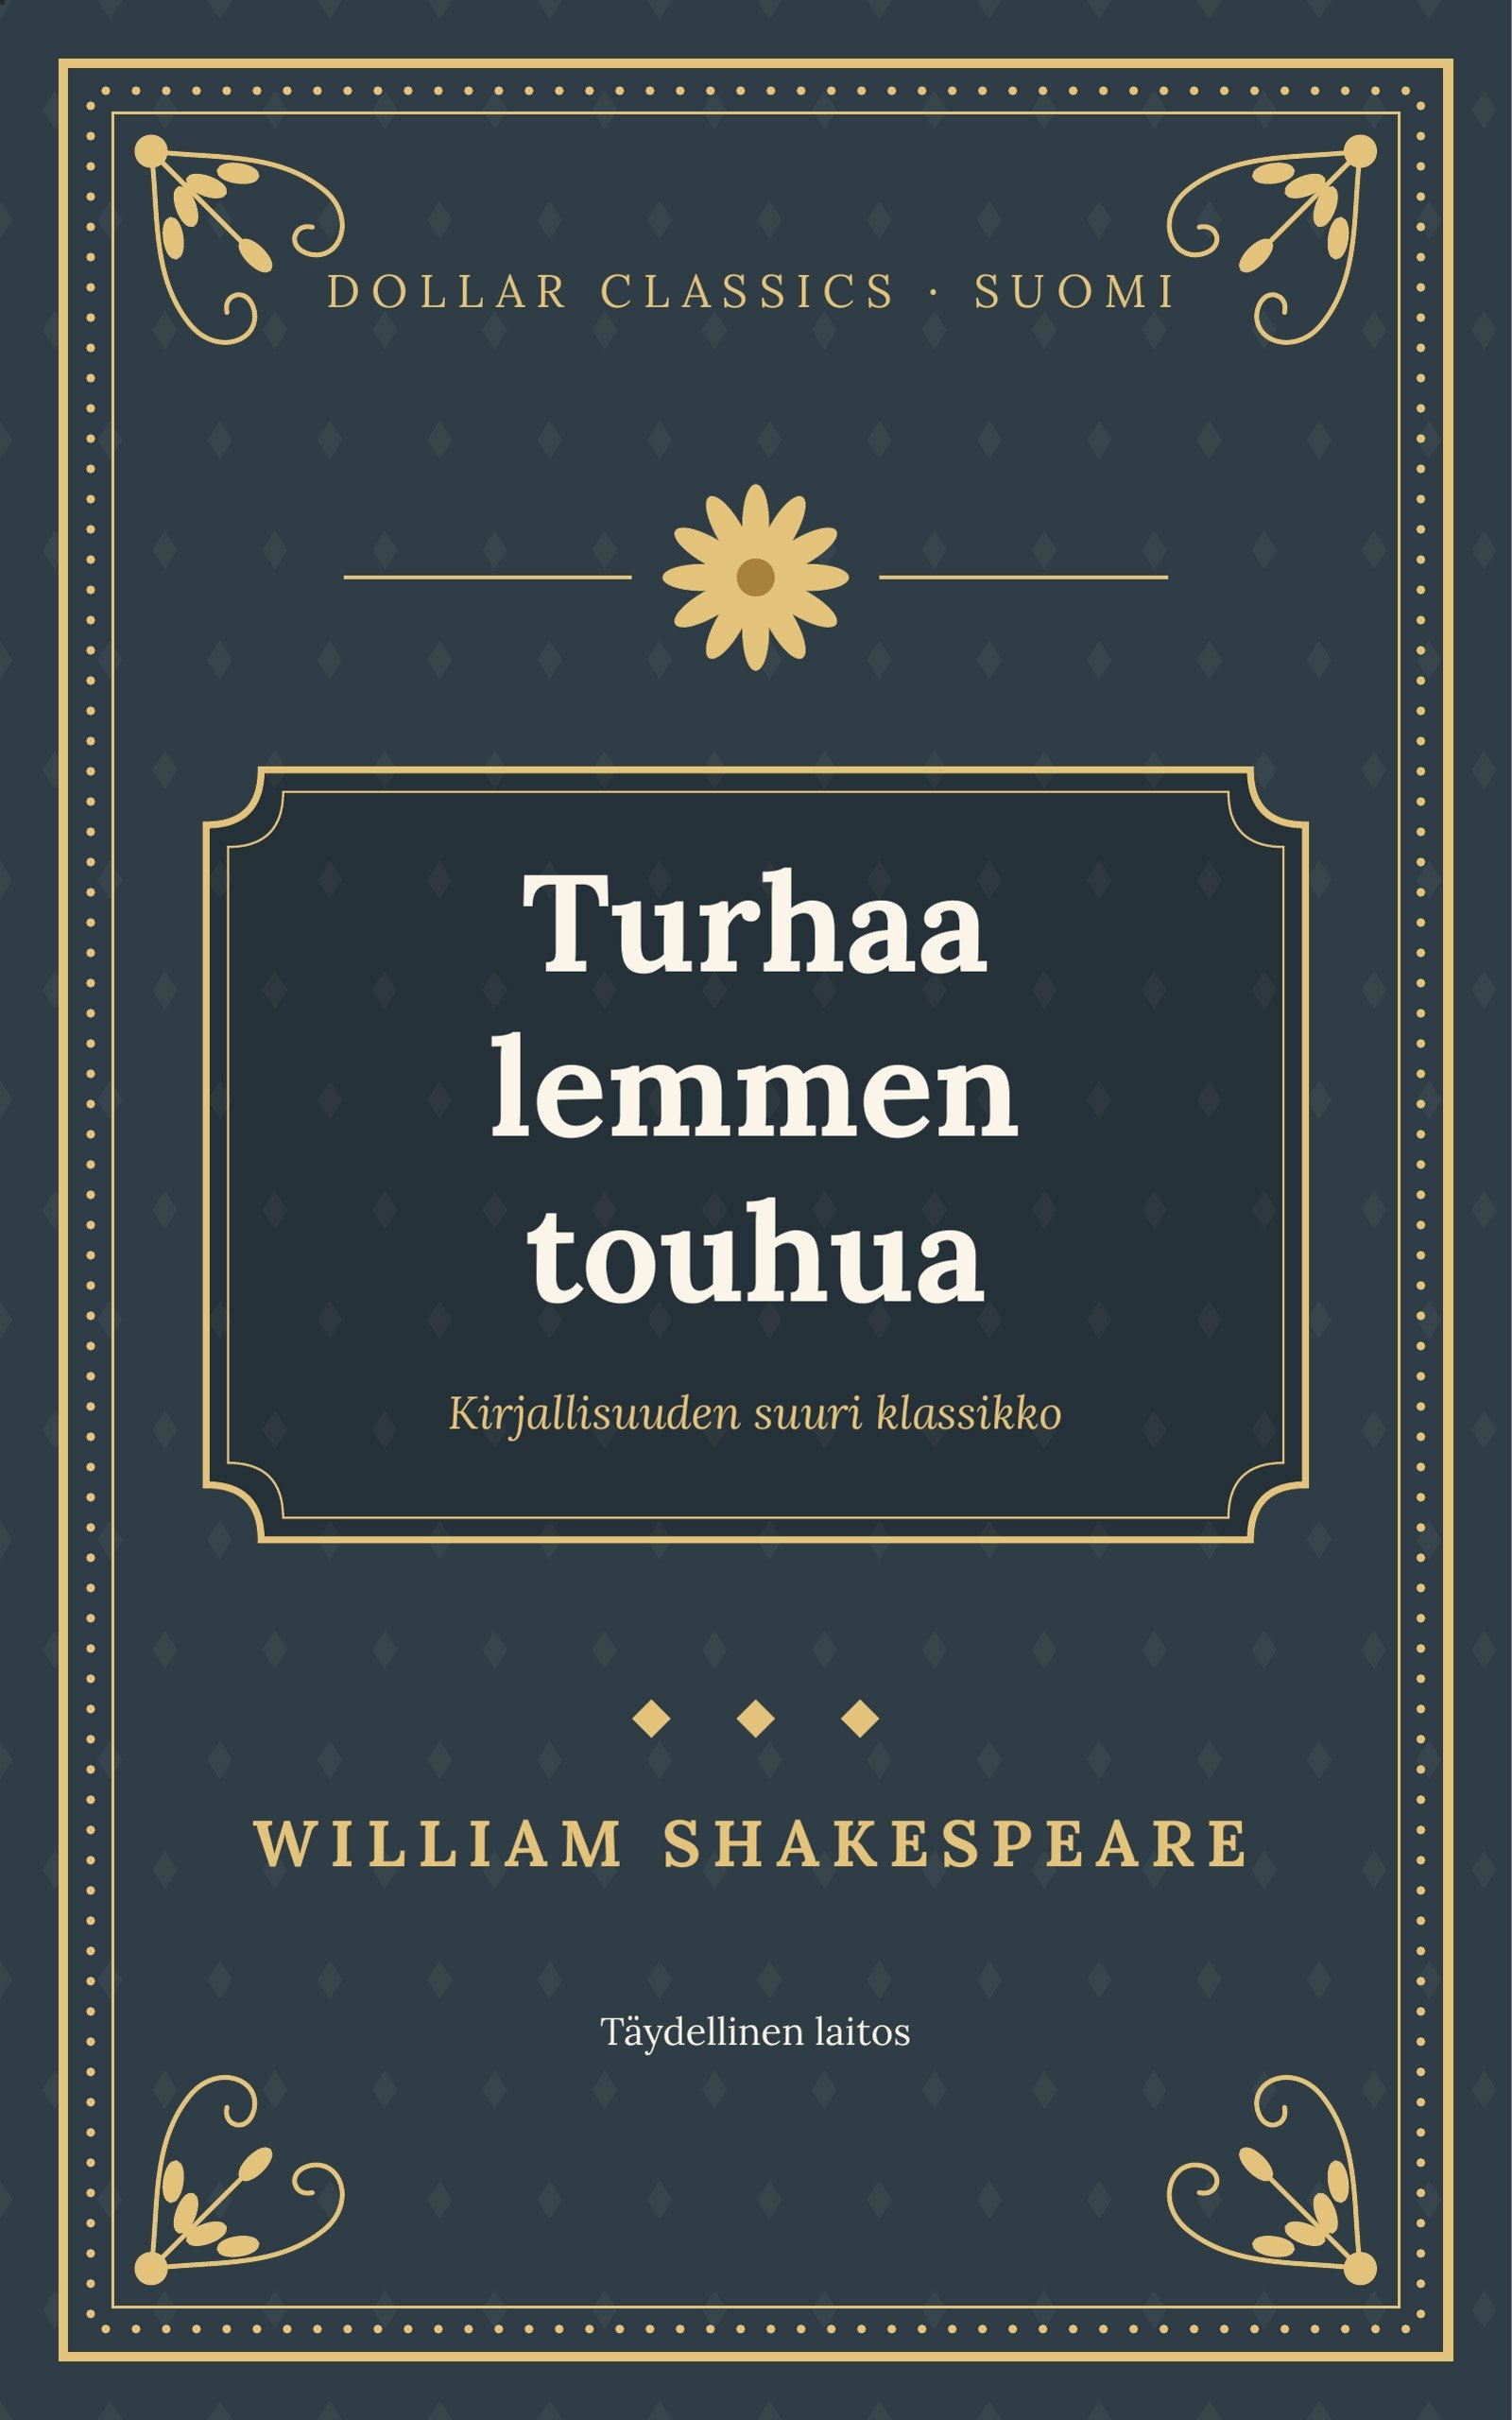 DOLLAR CLASSICS · SUOMI
Turhaa
lemmen
touhua
Kirjallisuuden suuri klassikko
WILLIAM SHAKESPEARE
Täydellinen laitos